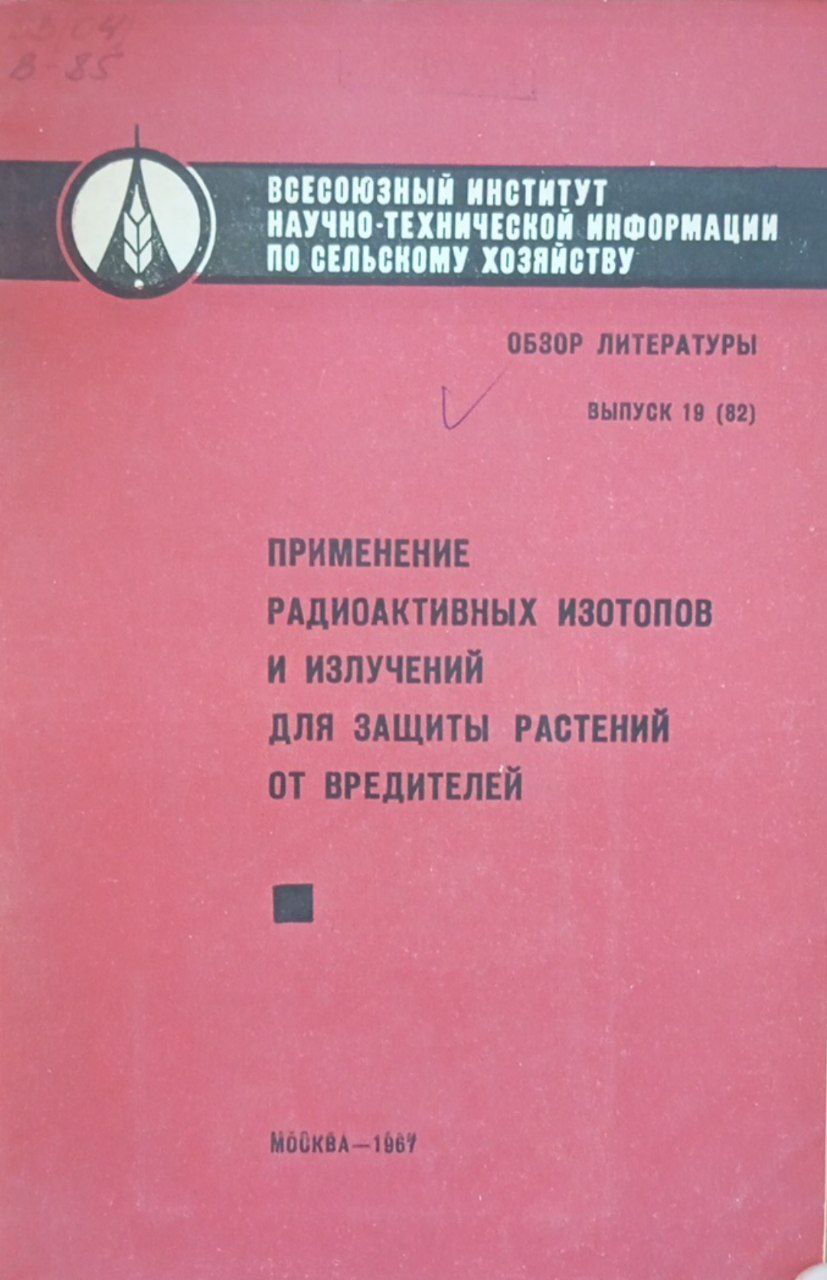 В-85
ВСЕСОЮЗНЫЙ ИНСТИТУТ
НАУЧНО-ТЕХНИЧЕСКОЙ ИНФОРМАЦИИ
ПО СЕЛЬСКОМУ ХОЗЯЙСТВУ
ОБЗОР ЛИТЕРАТУРЫ
ВЫПУСК 19 (82)
ПРИМЕНЕНИЕ
РАДИОАКТИВНЫХ ИЗОТОПОВ
И ИЗЛУЧЕНИЙ
ДЛЯ ЗАЩИТЫ РАСТЕНИЙ
ОТ ВРЕДИТЕЛЕЙ
МОСКВА—1967